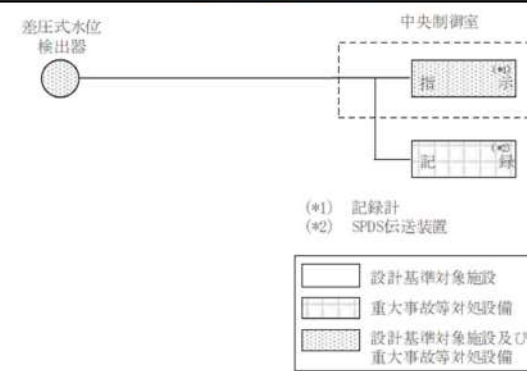 差圧式水位
検出器
中央制御室
(*1)
指 示
(*2)
記 録
(*1) 記録計
(*2) SPDS伝送装置
設計基準対象施設
重大事故等対処設備
設計基準対象施設及び
重大事故等対処設備